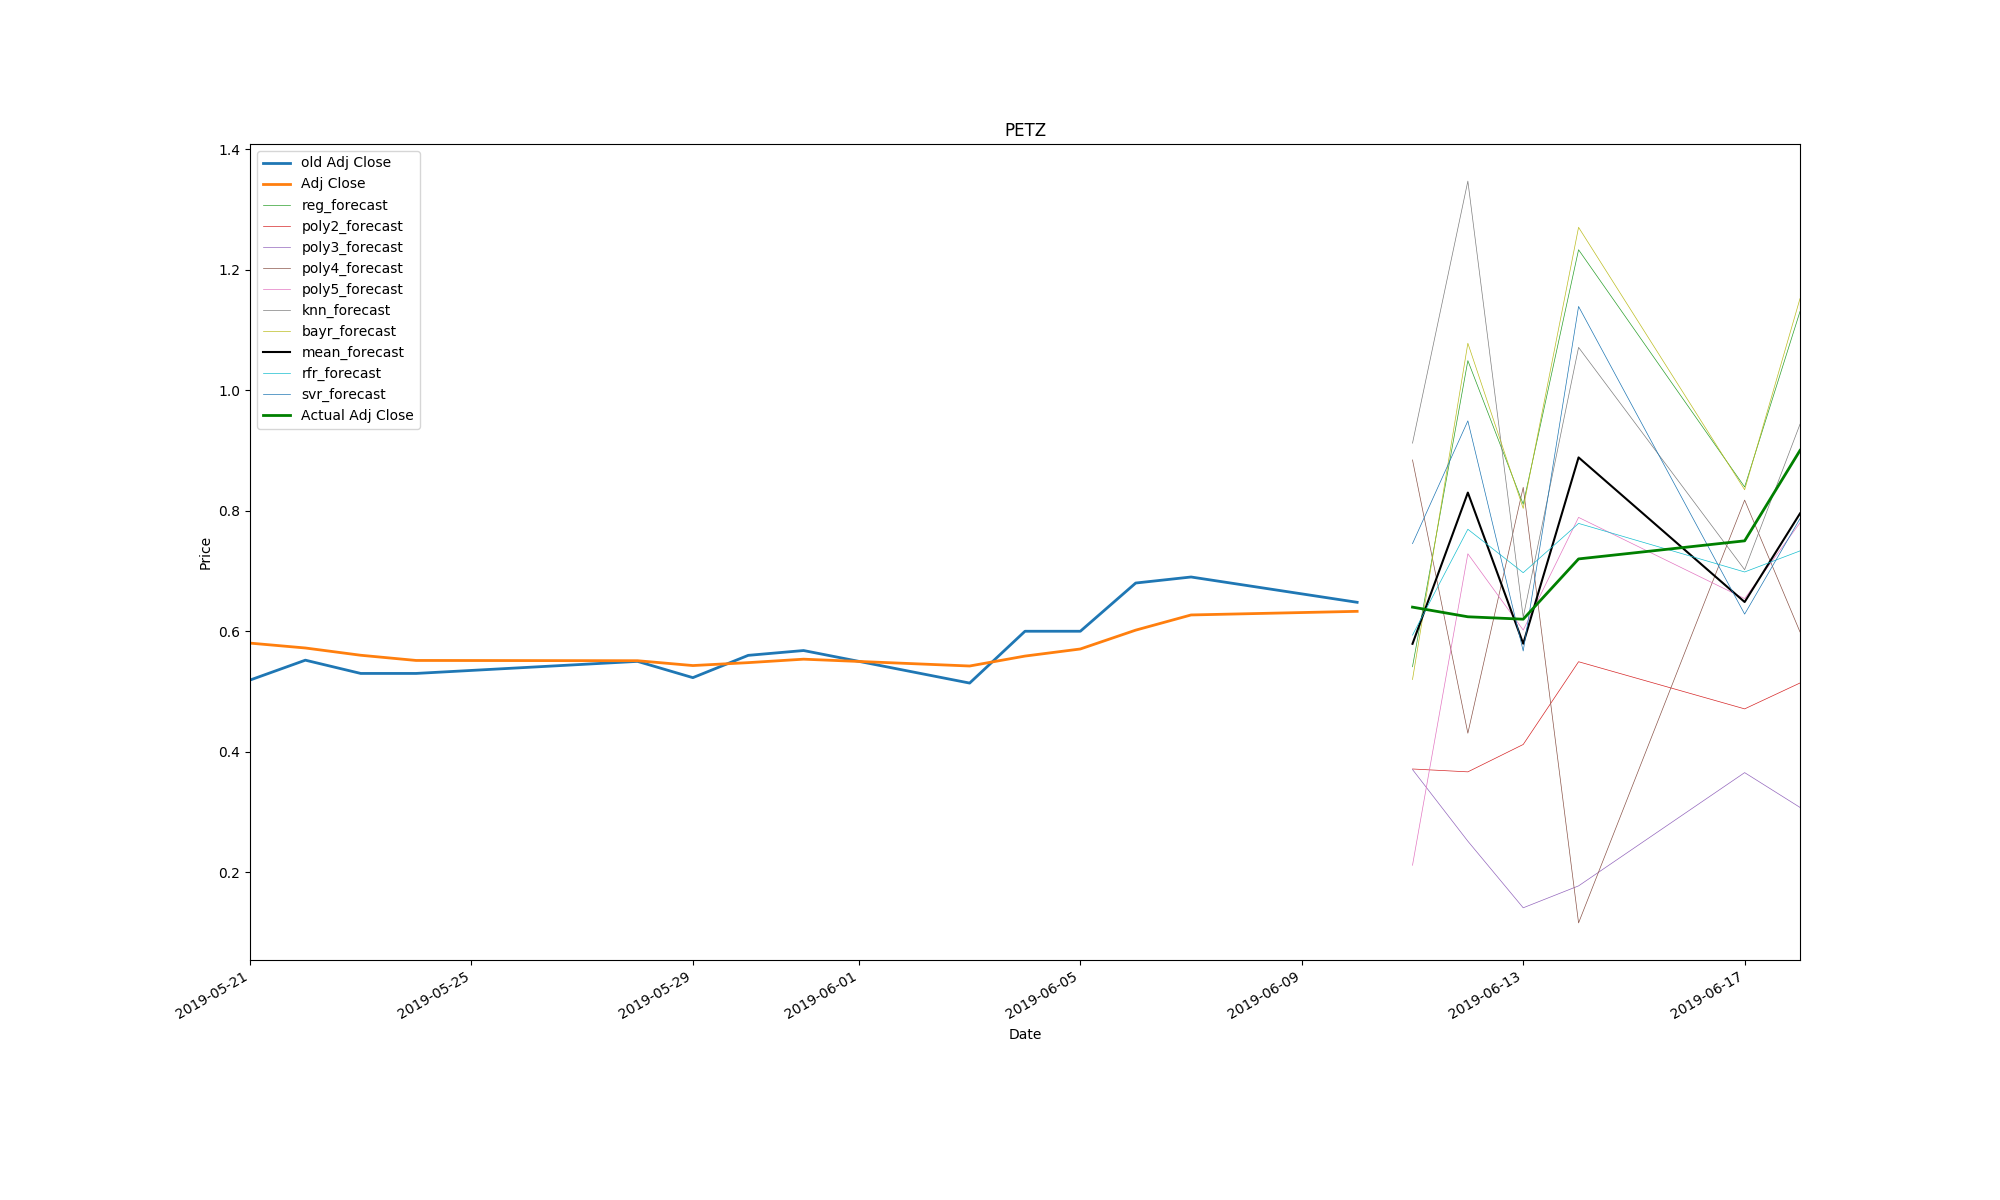 PETZ
1.4
1.2
1.0
0.8
0.6
0.4
0.2
Price
old Adj Close
Adj Close
reg_forecast
poly2_forecast
poly3_forecast
poly4_forecast
poly5_forecast
knn_forecast
bayr_forecast
mean_forecast
rfr_forecast
svr_forecast
Actual Adj Close
2019-05-21
2019-05-25
2019-05-29
2019-06-01
2019-06-05
2019-06-09
2019-06-13
2019-06-17
Date